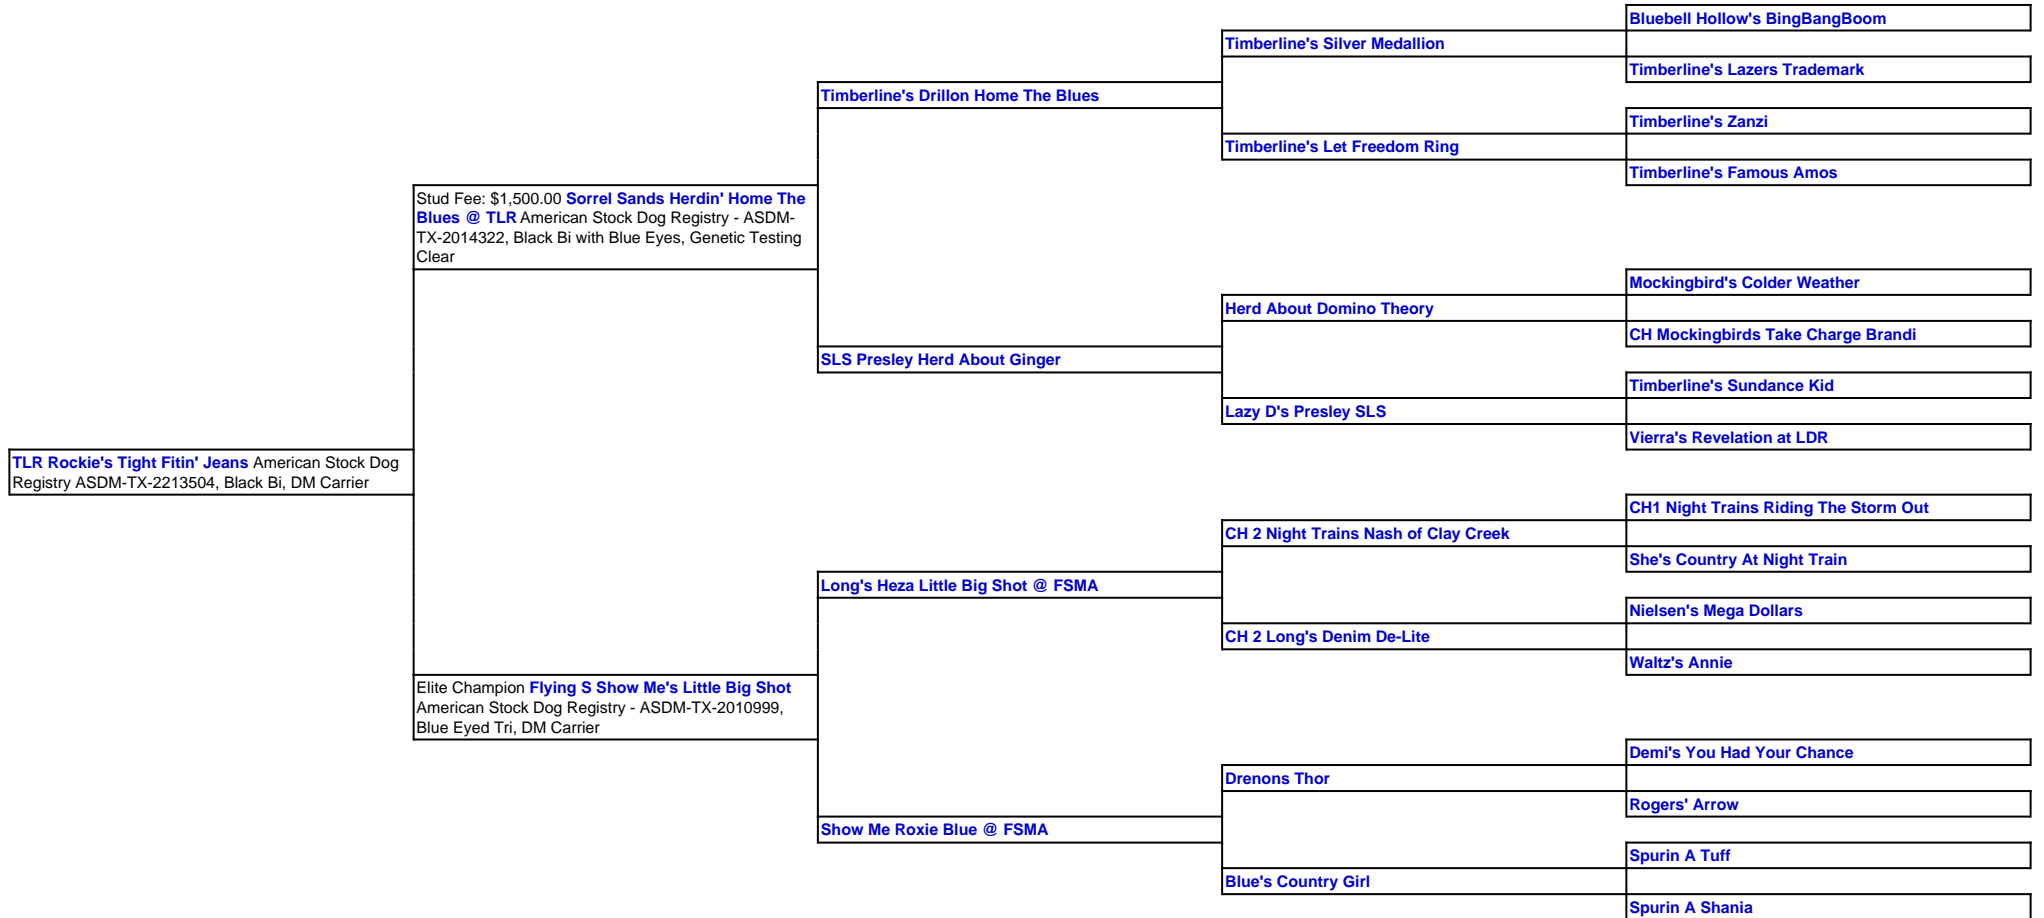 Bluebell Hollow's BingBangBoom
Timberline's Silver Medallion
Timberline's Lazers Trademark
Timberline's Drillon Home The Blues
Timberline's Zanzi
Timberline's Let Freedom Ring
Timberline's Famous Amos
Stud Fee: $1,500.00 Sorrel Sands Herdin' Home The
Blues @ TLR American Stock Dog Registry - ASDM-
TX-2014322, Black Bi with Blue Eyes, Genetic Testing
Clear
Mockingbird's Colder Weather
Herd About Domino Theory
CH Mockingbirds Take Charge Brandi
SLS Presley Herd About Ginger
Timberline's Sundance Kid
Lazy D's Presley SLS
Vierra's Revelation at LDR
TLR Rockie's Tight Fitin' Jeans American Stock Dog
Registry ASDM-TX-2213504, Black Bi, DM Carrier
CH1 Night Trains Riding The Storm Out
CH 2 Night Trains Nash of Clay Creek
She's Country At Night Train
Long's Heza Little Big Shot @ FSMA
Nielsen's Mega Dollars
CH 2 Long's Denim De-Lite
Waltz's Annie
Elite Champion Flying S Show Me's Little Big Shot
American Stock Dog Registry - ASDM-TX-2010999,
Blue Eyed Tri, DM Carrier
Demi's You Had Your Chance
Drenons Thor
Rogers' Arrow
Show Me Roxie Blue @ FSMA
Spurin A Tuff
Blue's Country Girl
Spurin A Shania